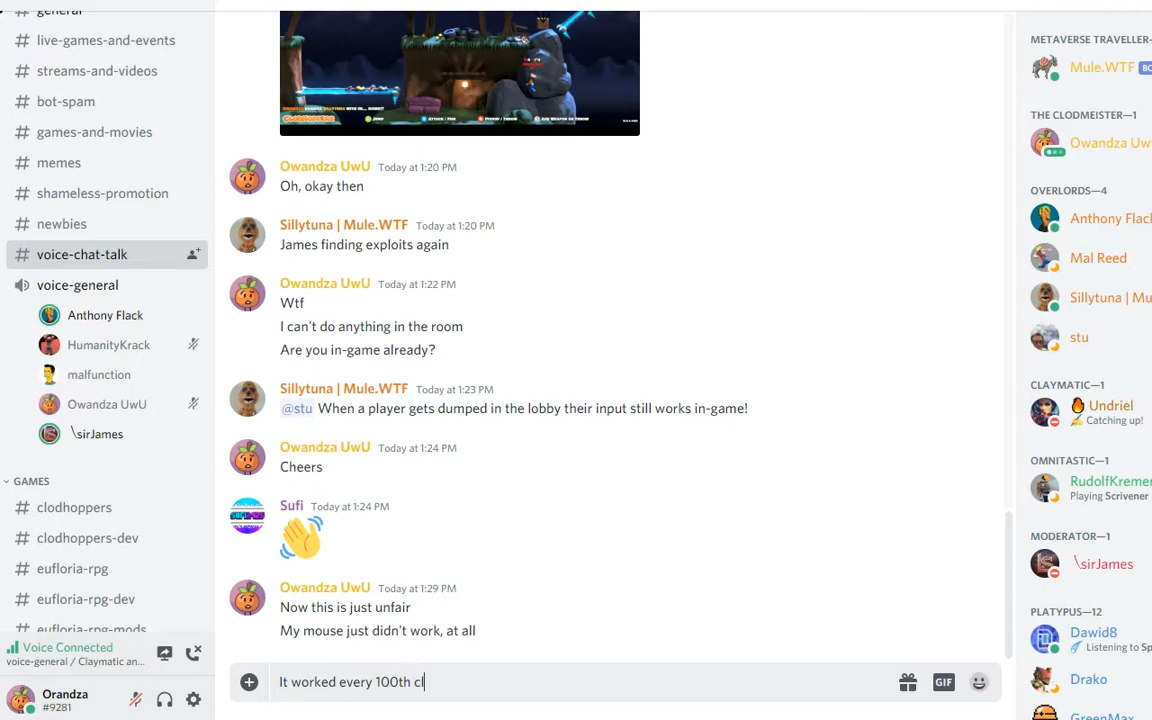 general
# live-games-and-events
# streams-and-videos
# bot-spam
# games-and-movies
# memes
# shameless-promotion
# newbies
# voice-chat-talk
voice-general
Anthony Flack
HumanityKrack
malfunction
Owandza UwU
\sirJames
GAMES
# clodhoppers
# clodhoppers-dev
# eufloria-rpg
# eufloria-rpg-dev
# eufloria-rpg-mods
Voice Connected
voice-general / Claymatic an...
Orandza
#9281
CLODHOPPERS
Owandza UwU Today at 1:20 PM
Oh, okay then
Sillytuna | Mule.WTF Today at 1:20 PM
James finding exploits again
Owandza UwU Today at 1:22 PM
Wtf
I can't do anything in the room
Are you in-game already?
Sillytuna | Mule.WTF Today at 1:23 PM
@stu When a player gets dumped in the lobby their input still works in-game!
Owandza UwU Today at 1:24 PM
Cheers
Sufi Today at 1:24 PM
Owandza UwU Today at 1:29 PM
Now this is just unfair
My mouse just didn't work, at all
It worked every 100th cl
GIF
METAVERSE TRAVELLER—
Mule.WTF BO
THE CLODMEISTER—1
Owandza Uw
OVERLORDS—4
Anthony Flack
Mal Reed
Sillytuna | Mu
stu
CLAYMATIC—1
Undriel
Catching up!
OMNITASTIC—1
RudolfKreme
Playing Scrivener
MODERATOR—1
\sirJames
PLATYPUS—12
Dawid8
Listening to Sp
Drako
GreenMax